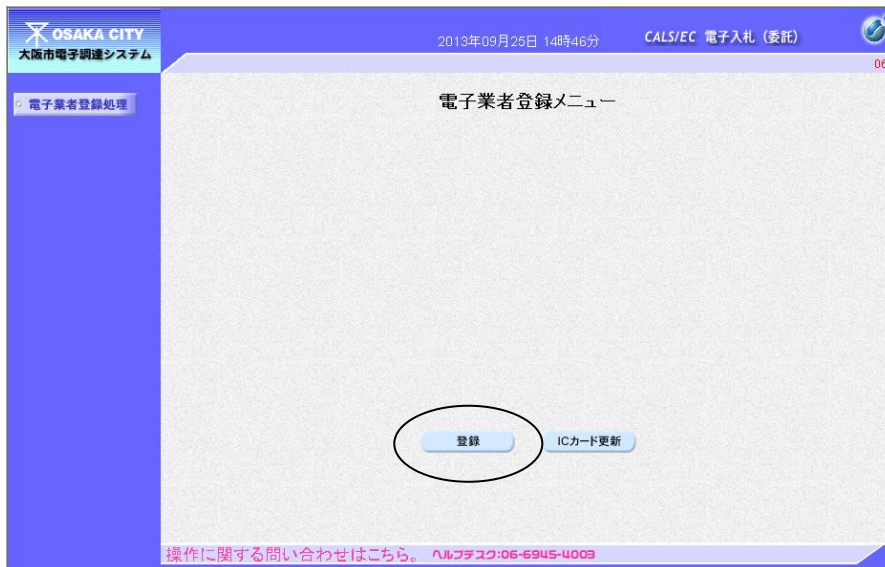 OSAKA CITY
大阪市電子調達システム
2013年09月25日 14時46分
CALS/EC 電子入札（委託）
06
電子業者登録処理
電子業者登録メニュー
登録
ICカード更新
操作に関する問い合わせはこちら。 ヘルプデスク:06-6945-4003